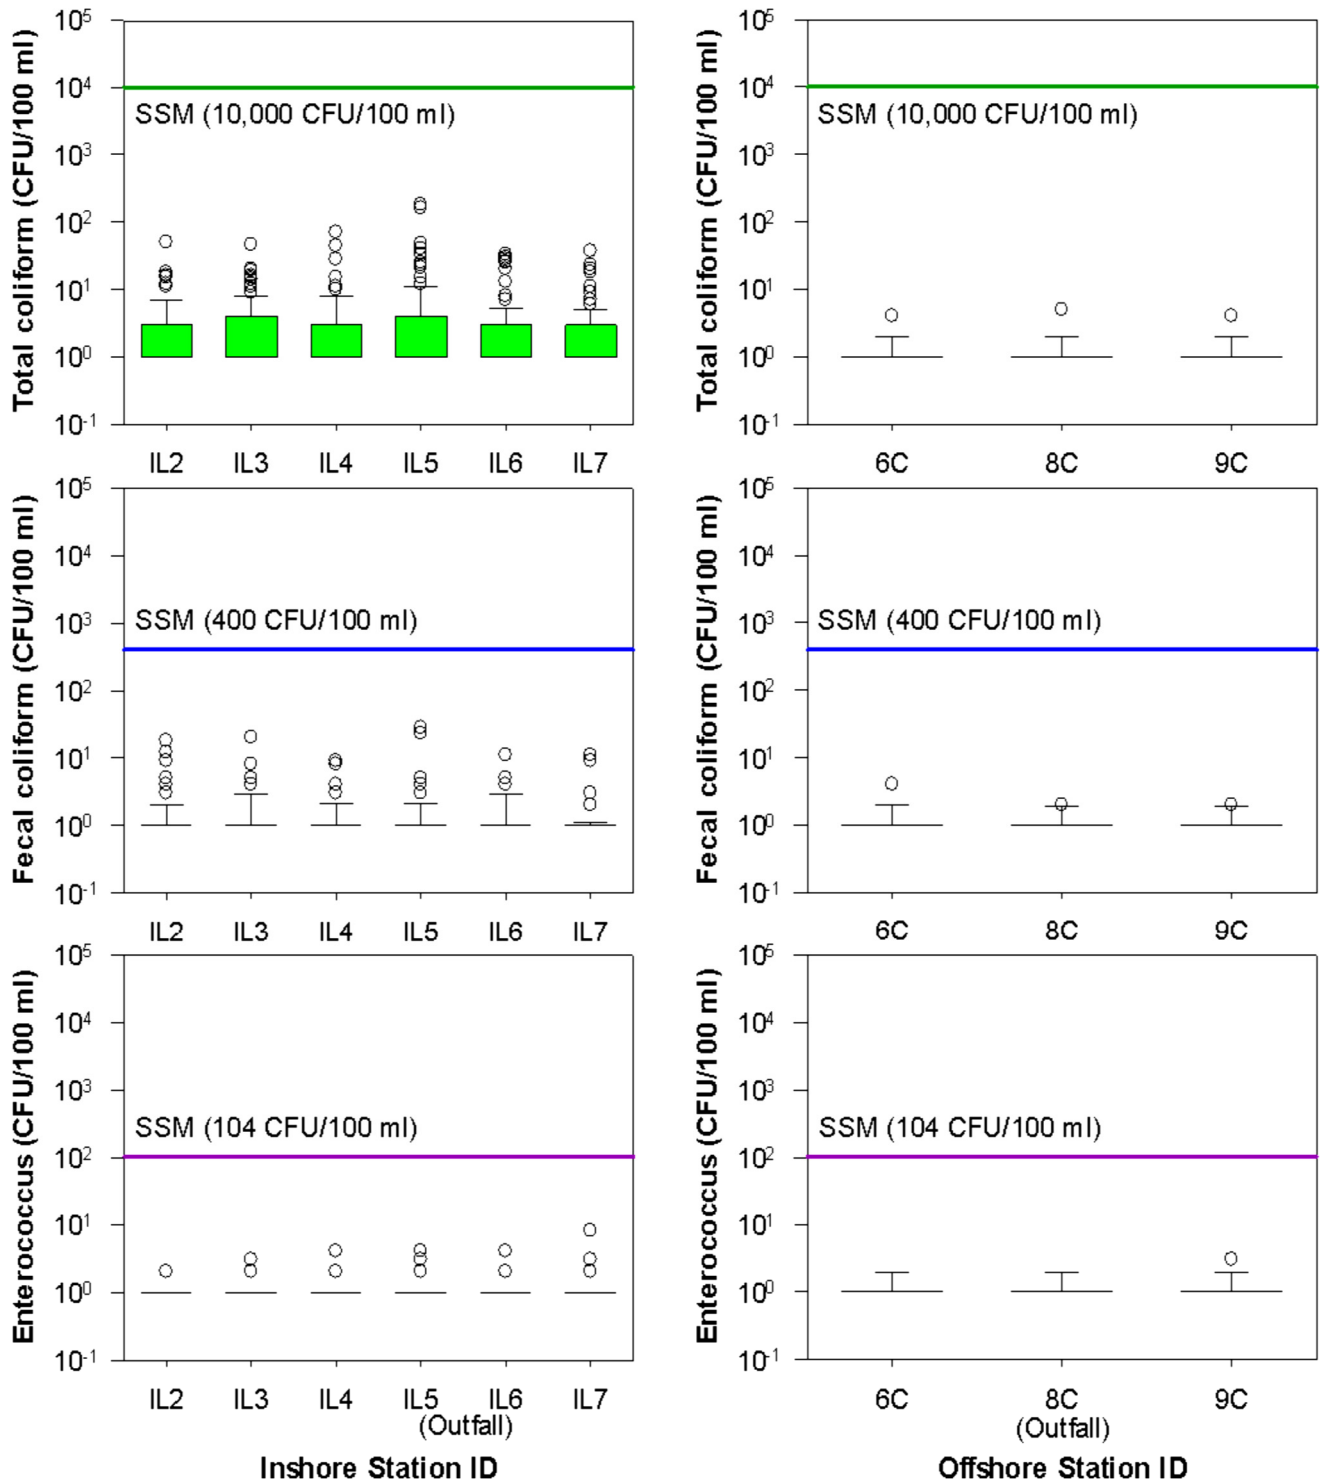 Total coliform (CFU/100 ml)
10^5
10^4
10^3
10^2
10^1
10^0
10^-1
SSM (10,000 CFU/100 ml)
IL2 IL3 IL4 IL5 IL6 IL7
Total coliform (CFU/100 ml)
10^5
10^4
10^3
10^2
10^1
10^0
10^-1
SSM (10,000 CFU/100 ml)
6C 8C 9C
Fecal coliform (CFU/100 ml)
10^5
10^4
10^3
10^2
10^1
10^0
10^-1
SSM (400 CFU/100 ml)
IL2 IL3 IL4 IL5 IL6 IL7
Fecal coliform (CFU/100 ml)
10^5
10^4
10^3
10^2
10^1
10^0
10^-1
SSM (400 CFU/100 ml)
6C 8C 9C
Enterococcus (CFU/100 ml)
10^5
10^4
10^3
10^2
10^1
10^0
10^-1
SSM (104 CFU/100 ml)
IL2 IL3 IL4 IL5 IL6 IL7
(Outfall)
Inshore Station ID
Enterococcus (CFU/100 ml)
10^5
10^4
10^3
10^2
10^1
10^0
10^-1
SSM (104 CFU/100 ml)
6C 8C 9C
(Outfall)
Offshore Station ID